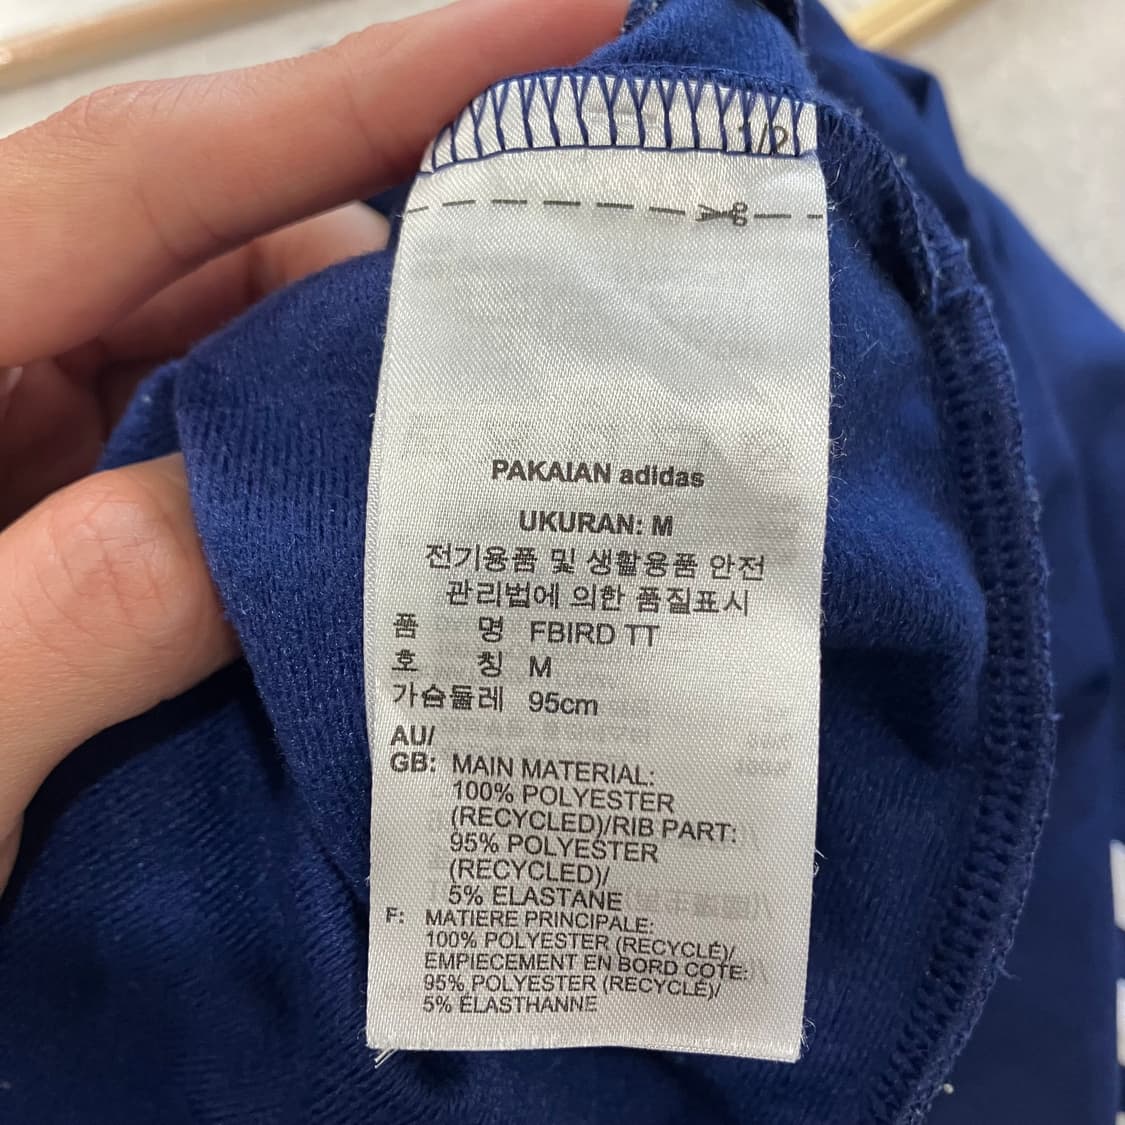 1/2
PAKAIAN adidas
UKURAN: M
전기용품 및 생활용품 안전
관리법에 의한 품질표시
품 명 FBIRD TT
호 칭 M
가슴둘레 95cm
AU/
GB: MAIN MATERIAL:
100% POLYESTER
(RECYCLED)/RIB PART:
95% POLYESTER
(RECYCLED)/
5% ELASTANE
F: MATIERE PRINCIPALE:
100% POLYESTER (RECYCLÉ)/
EMPIECEMENT EN BORD COTE:
95% POLYESTER (RECYCLÉ)/
5% ÉLASTHANNE